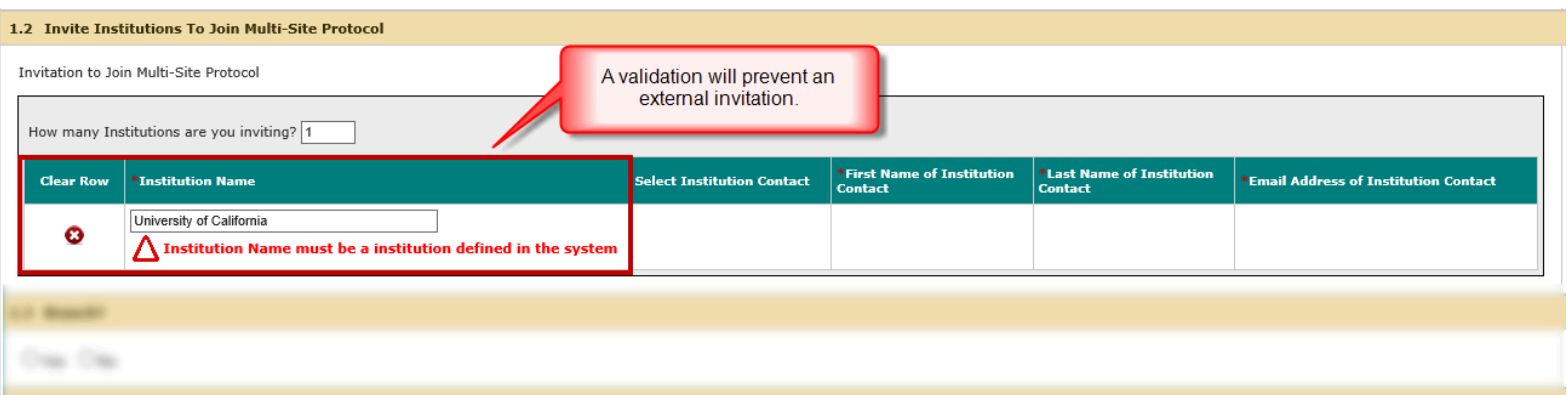 1.2 Invite Institutions To Join Multi-Site Protocol
Invitation to Join Multi-Site Protocol
A validation will prevent an
external invitation.
How many Institutions are you inviting? 1
Clear Row
*Institution Name
Select Institution Contact
*First Name of Institution
Contact
*Last Name of Institution
Contact
*Email Address of Institution Contact
University of California
Institution Name must be a institution defined in the system